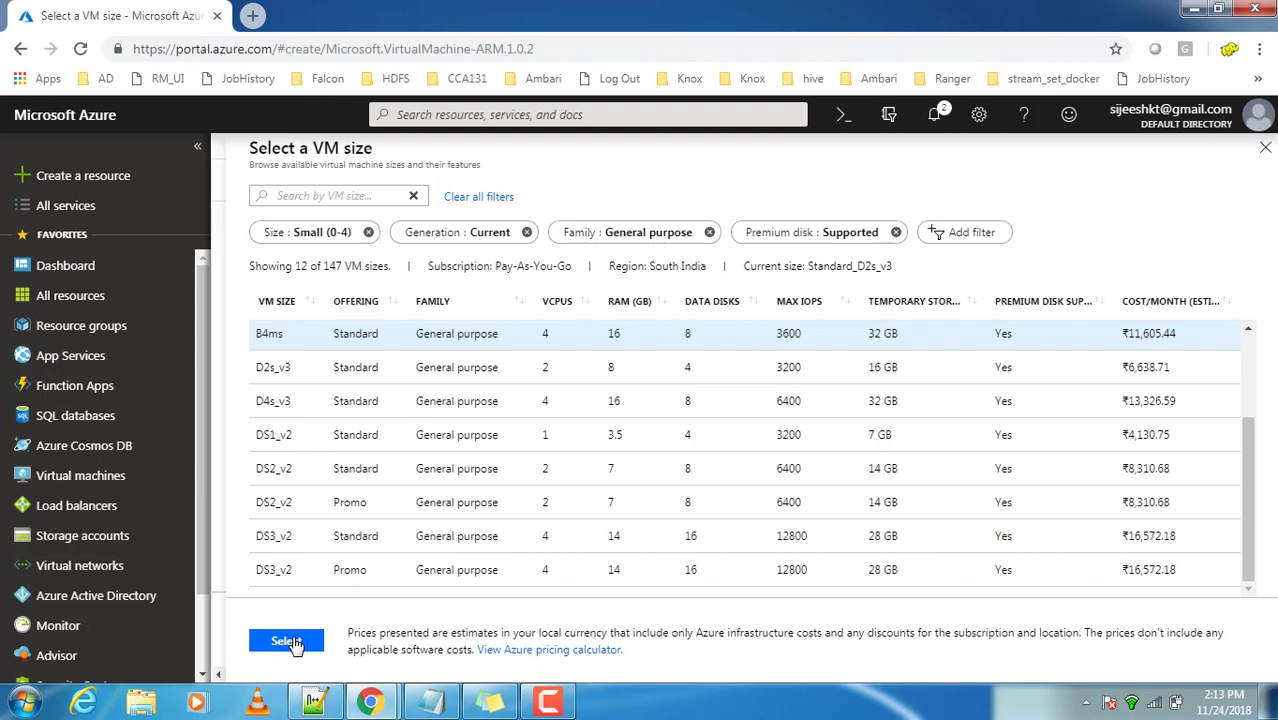 Select a VM size - Microsoft Azu
https://portal.azure.com/#create/Microsoft.VirtualMachine-ARM.1.0.2
G
Apps AD RM_UI JobHistory Falcon HDFS CCA131 Ambari Log Out Knox Knox hive Ambari Ranger stream_set_docker JobHistory »
Microsoft Azure
Search resources, services, and docs
2
sijeeshkt@gmail.com
DEFAULT DIRECTORY
Create a resource
All services
FAVORITES
Dashboard
All resources
Resource groups
App Services
Function Apps
SQL databases
Azure Cosmos DB
Virtual machines
Load balancers
Storage accounts
Virtual networks
Azure Active Directory
Monitor
Advisor
Select a VM size
Browse available virtual machine sizes and their features
Search by VM size...
Clear all filters
Size : Small (0-4) Generation : Current Family : General purpose Premium disk : Supported Add filter
Showing 12 of 147 VM sizes. | Subscription: Pay-As-You-Go | Region: South India | Current size: Standard_D2s_v3
VM SIZE OFFERING FAMILY VCPUS RAM (GB) DATA DISKS MAX IOPS TEMPORARY STOR... PREMIUM DISK SUP... COST/MONTH (ESTI...
B4ms Standard General purpose 4 16 8 3600 32 GB Yes ₹11,605.44
D2s_v3 Standard General purpose 2 8 4 3200 16 GB Yes ₹6,638.71
D4s_v3 Standard General purpose 4 16 8 6400 32 GB Yes ₹13,326.59
DS1_v2 Standard General purpose 1 3.5 4 3200 7 GB Yes ₹4,130.75
DS2_v2 Standard General purpose 2 7 8 6400 14 GB Yes ₹8,310.68
DS2_v2 Promo General purpose 2 7 8 6400 14 GB Yes ₹8,310.68
DS3_v2 Standard General purpose 4 14 16 12800 28 GB Yes ₹16,572.18
DS3_v2 Promo General purpose 4 14 16 12800 28 GB Yes ₹16,572.18
Select
Prices presented are estimates in your local currency that include only Azure infrastructure costs and any discounts for the subscription and location. The prices don't include any
applicable software costs. View Azure pricing calculator.
2:13 PM
11/24/2018